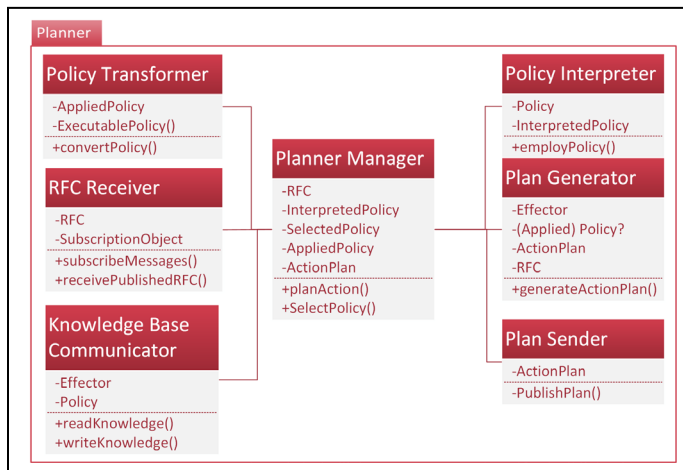 Planner
Policy Transformer
-AppliedPolicy
-ExecutablePolicy()
+convertPolicy()
RFC Receiver
-RFC
-SubscriptionObject
+subscribeMessages()
+receivePublishedRFC()
Knowledge Base
Communicator
-Effector
-Policy
+readKnowledge()
+writeKnowledge()
Planner Manager
-RFC
-InterpretedPolicy
-SelectedPolicy
-AppliedPolicy
-ActionPlan
+planAction()
+SelectPolicy()
Policy Interpreter
-Policy
-InterpretedPolicy
+employPolicy()
Plan Generator
-Effector
-(Applied) Policy?
-ActionPlan
-RFC
+generateActionPlan()
Plan Sender
-ActionPlan
-PublishPlan()